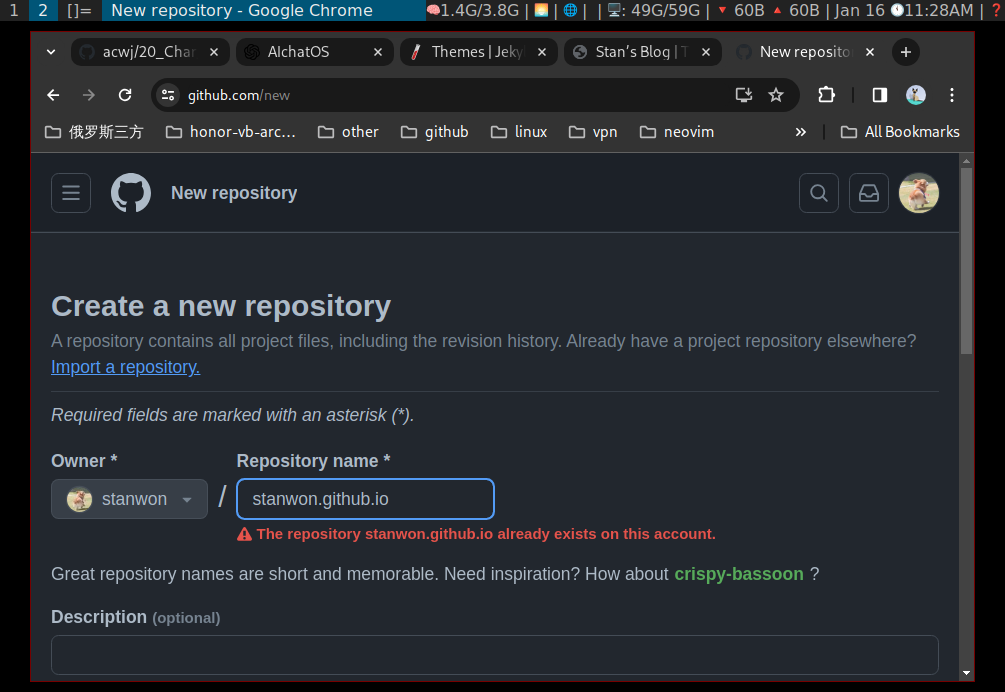 1 2 []= New repository - Google Chrome 🧠1.4G/3.8G | 🌅 | 🌐 | | 🖥️: 49G/59G | 🔻 60B 🔺 60B | Jan 16 🕚11:28AM | ❓
acwj/20_Cha AIchatOS Themes | Jeky Stan's Blog | T New reposito
github.com/new
俄罗斯三方 honor-vb-arc... other github linux vpn neovim » All Bookmarks
New repository
Create a new repository
A repository contains all project files, including the revision history. Already have a project repository elsewhere?
Import a repository.
Required fields are marked with an asterisk (*).
Owner * Repository name *
stanwon / stanwon.github.io
The repository stanwon.github.io already exists on this account.
Great repository names are short and memorable. Need inspiration? How about crispy-bassoon ?
Description (optional)